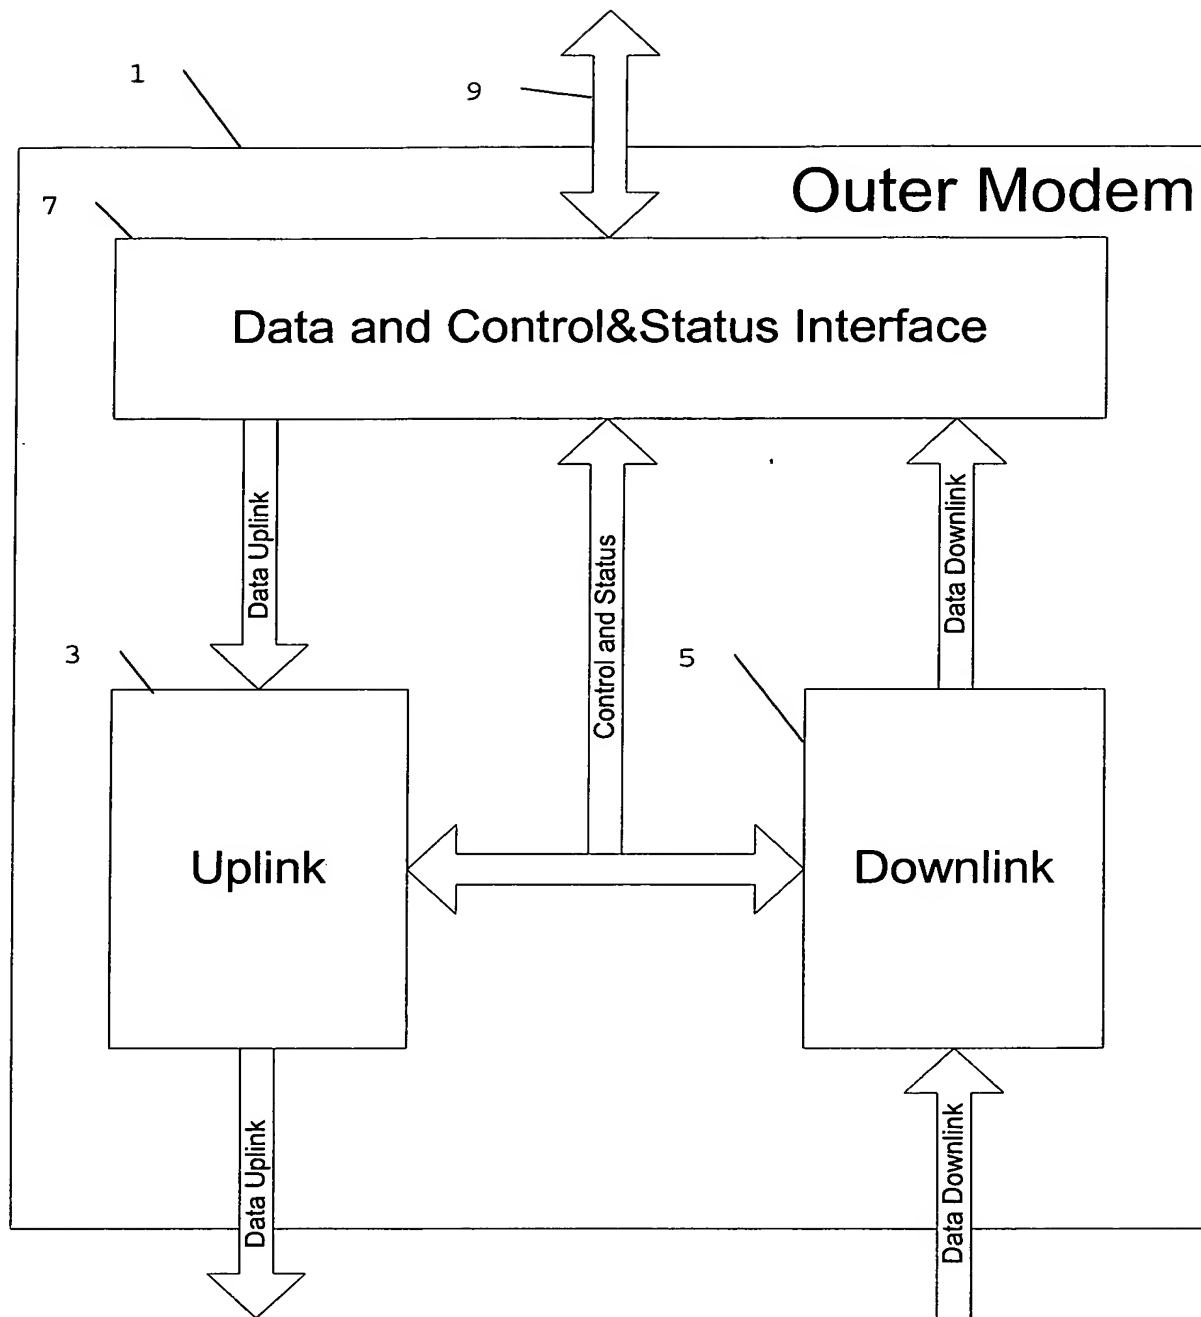 1
9
Outer Modem
7
Data and Control&Status Interface
Data Uplink
Control and Status
Data Downlink
3
5
Uplink
Downlink
Data Uplink
Data Downlink